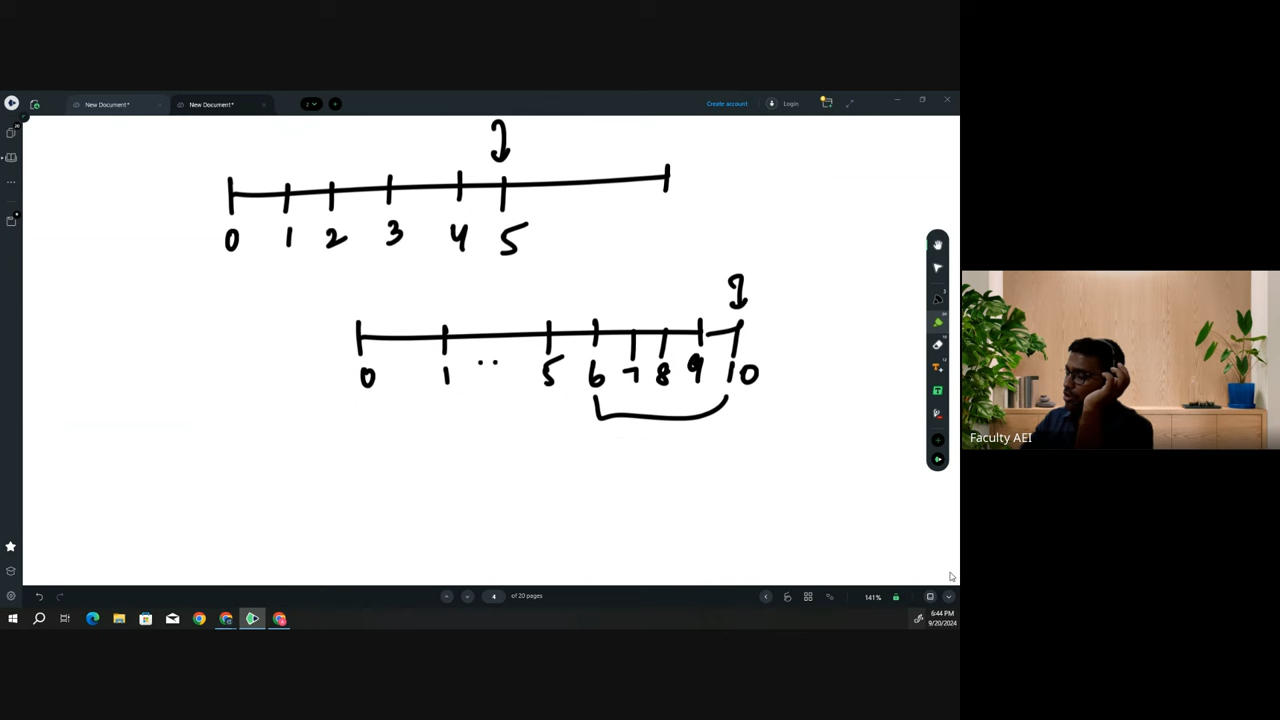 New Document*
New Document*
2
Create account
Login
0 1 2 3 4 5
0 1 .. 5 6 7 8 9 10
Faculty AEI
4 of 20 pages
141%
6:44 PM
9/20/2024